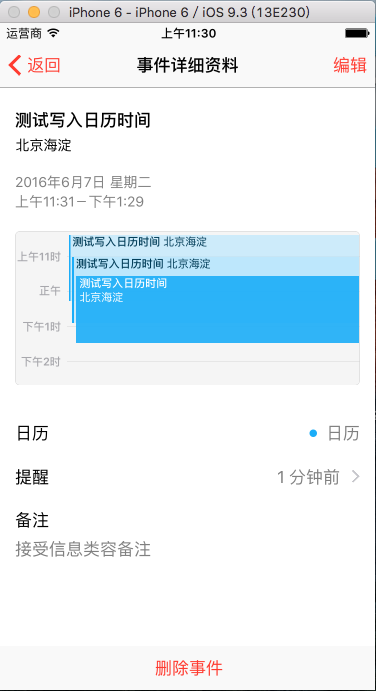 iPhone 6 - iPhone 6 / iOS 9.3 (13E230)
运营商 上午11:30
返回 事件详细资料 编辑
测试写入日历时间
北京海淀
2016年6月7日 星期二
上午11:31－下午1:29
测试写入日历时间 北京海淀
上午11时
测试写入日历时间 北京海淀
测试写入日历时间
正午
北京海淀
下午1时
下午2时
日历 日历
提醒 1 分钟前
备注
接受信息类容备注
删除事件